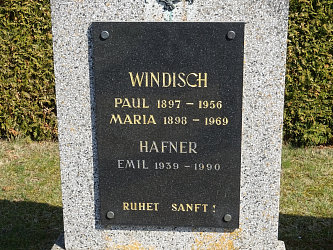 WINDISCH
PAUL 1897 – 1956
MARIA 1898 – 1969
HAFNER
EMIL 1939 – 1990
RUHET SANFT!